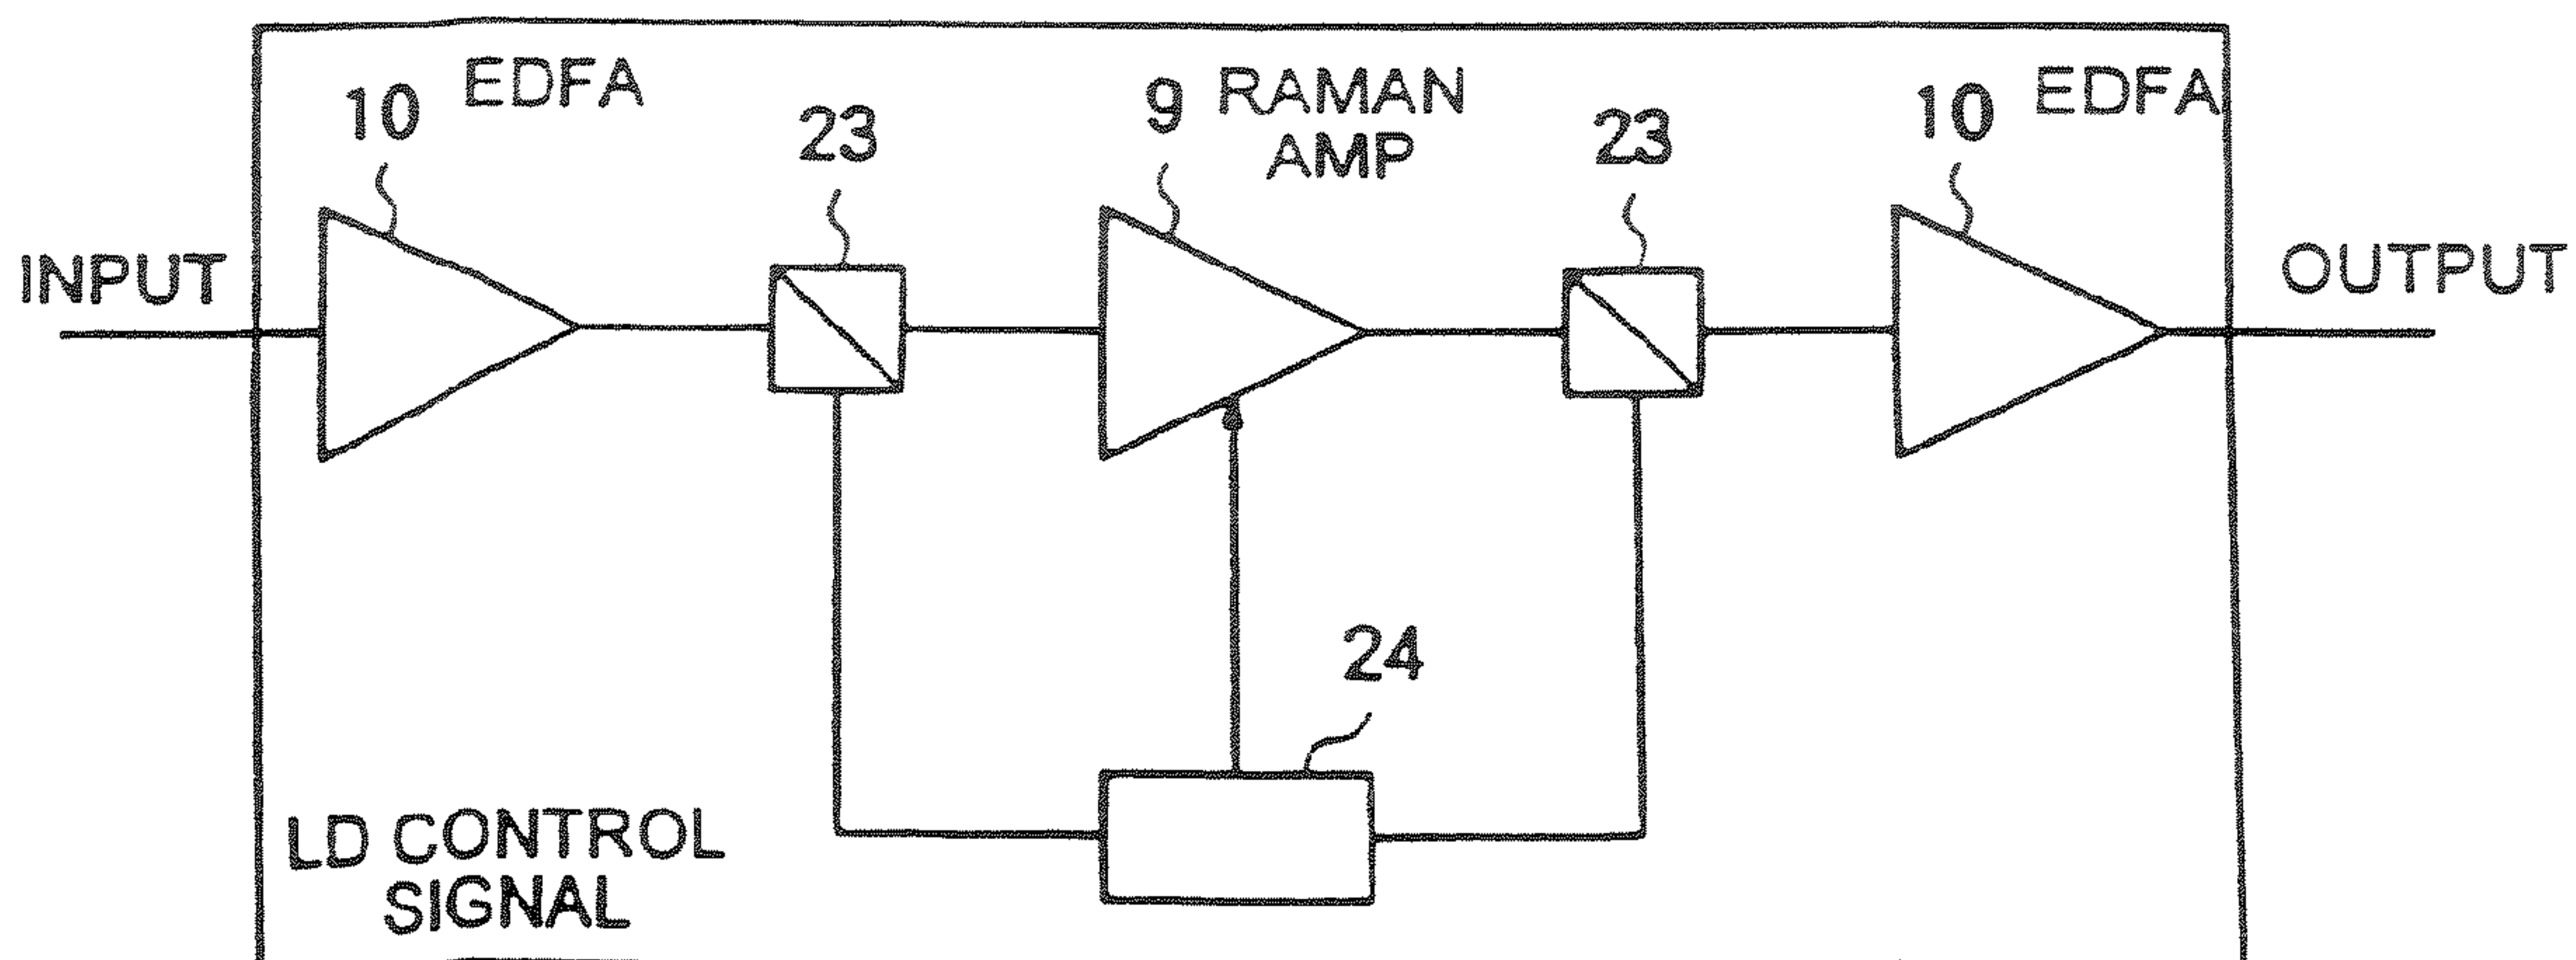 EDFA
10
23
9
RAMAN
AMP
23
10
EDFA
INPUT
OUTPUT
24
LD CONTROL
SIGNAL